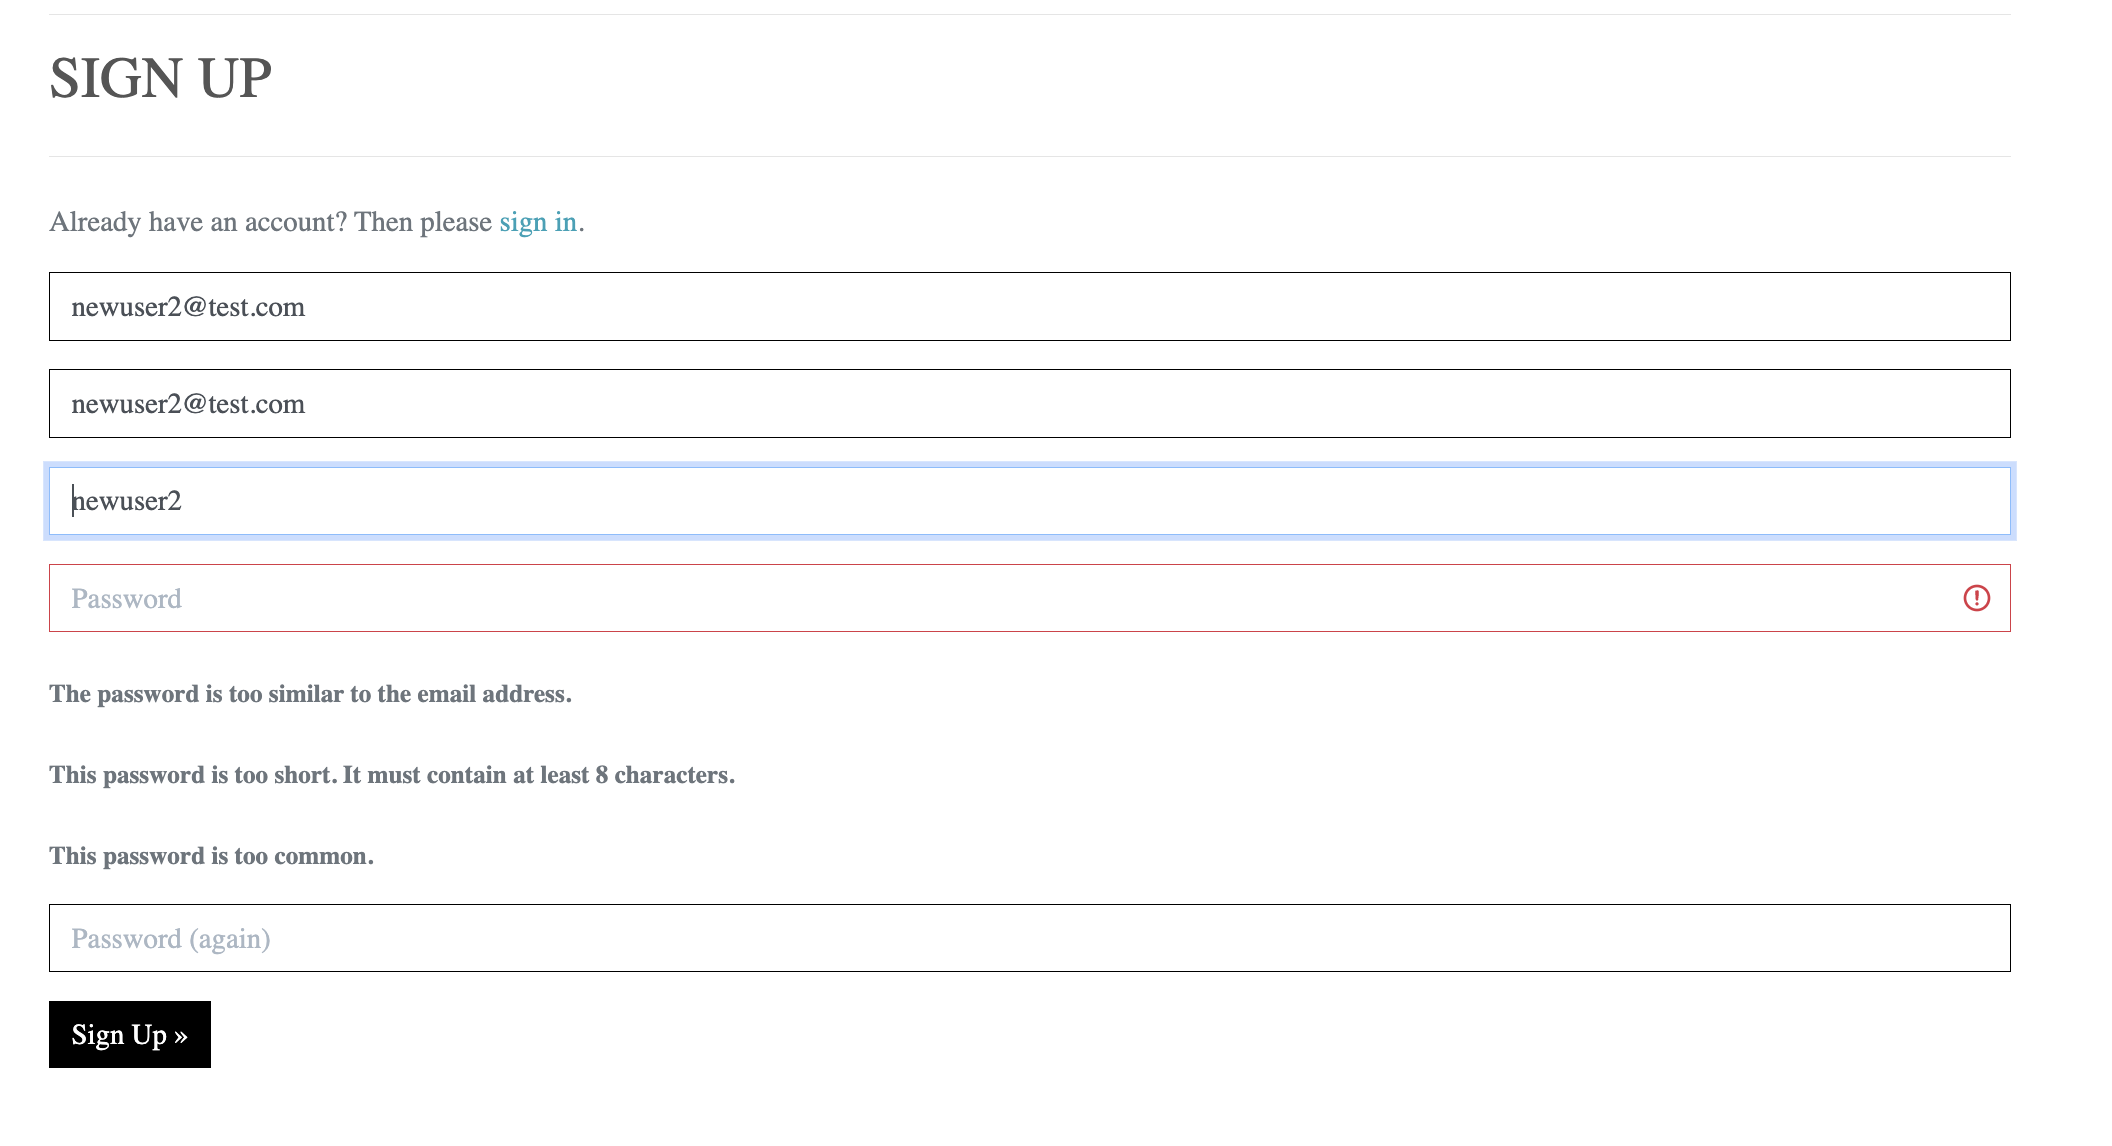 SIGN UP
Already have an account? Then please sign in.
newuser2@test.com
newuser2@test.com
newuser2
Password
The password is too similar to the email address.
This password is too short. It must contain at least 8 characters.
This password is too common.
Password (again)
Sign Up »